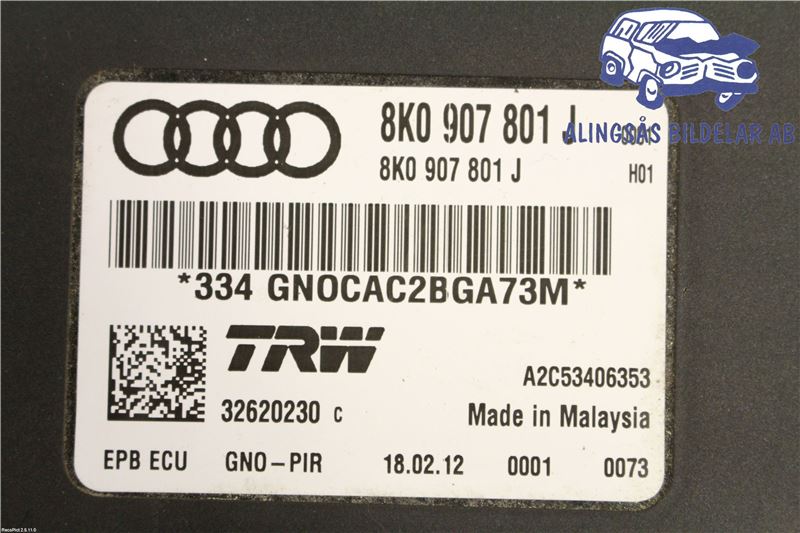 8K0 907 801 J
ALINGSÅS BILDELAR AB
8K0 907 801 J H01
*334 GNOCAC2BGA73M*
TRW
A2C53406353
32620230 C Made in Malaysia
EPB ECU GNO-PIR 18.02.12 0001 0073